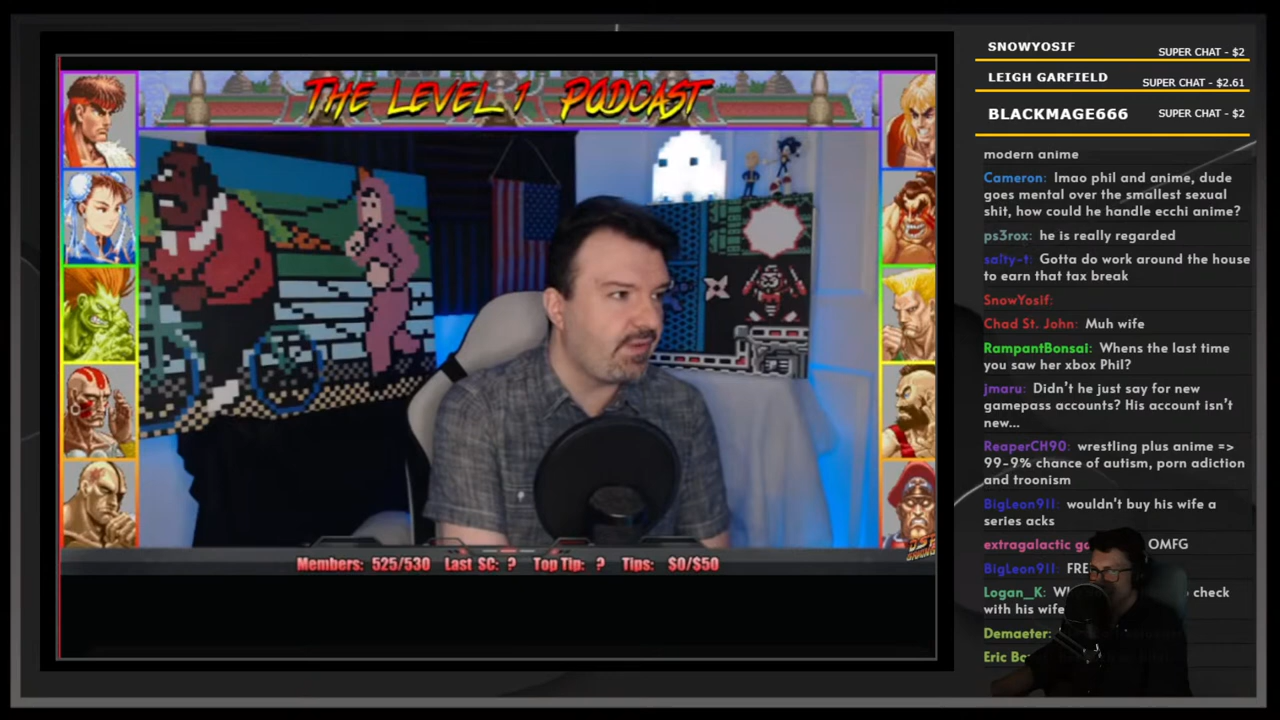 THE LEVEL 1 PODCAST
Members: 525/530 Last SC: ? Top Tip: ? Tips: $0/$50
SNOWYOSIF SUPER CHAT - $2
LEIGH GARFIELD SUPER CHAT - $2.61
BLACKMAGE666 SUPER CHAT - $2
modern anime
Cameron: lmao phil and anime, dude
goes mental over the smallest sexual
shit, how could he handle ecchi anime?
ps3rox: he is really regarded
salty-t: Gotta do work around the house
to earn that tax break
SnowYosif:
Chad St. John: Muh wife
RampantBonsai: Whens the last time
you saw her xbox Phil?
jmaru: Didn't he just say for new
gamepass accounts? His account isn't
new...
ReaperCH90: wrestling plus anime =>
99-9% chance of autism, porn adiction
and troonism
BigLeon911: wouldn't buy his wife a
series acks
extragalactic OMFG
BigLeon911: FRE
Logan__K: check
with his wife
Demaeter:
Eric